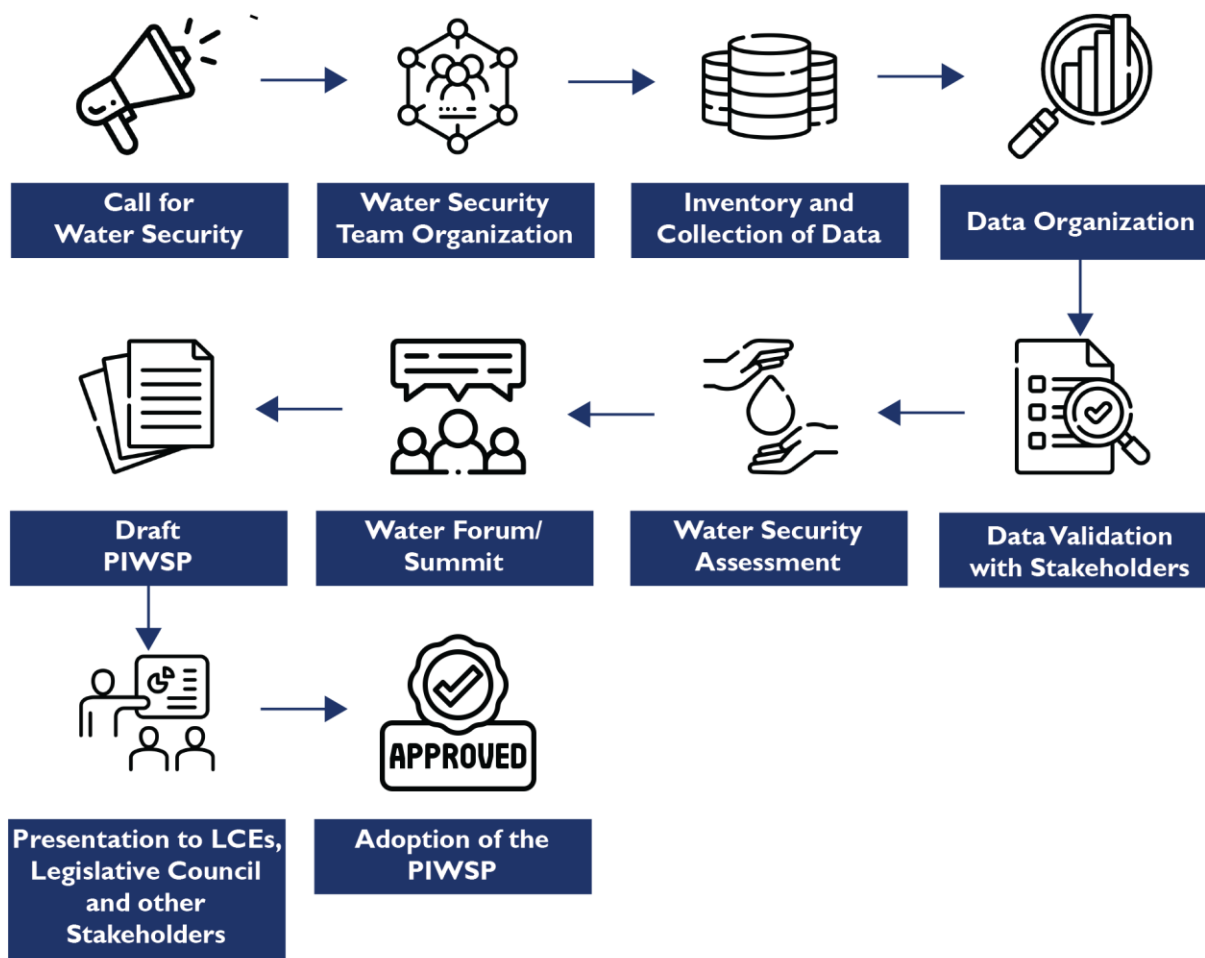 Call for
Water Security
Water Security
Team Organization
Inventory and
Collection of Data
Data Organization
Data Validation
with Stakeholders
Water Security
Assessment
Water Forum/
Summit
Draft
PIWSP
Presentation to LCEs,
Legislative Council
and other
Stakeholders
APPROVED
Adoption of the
PIWSP